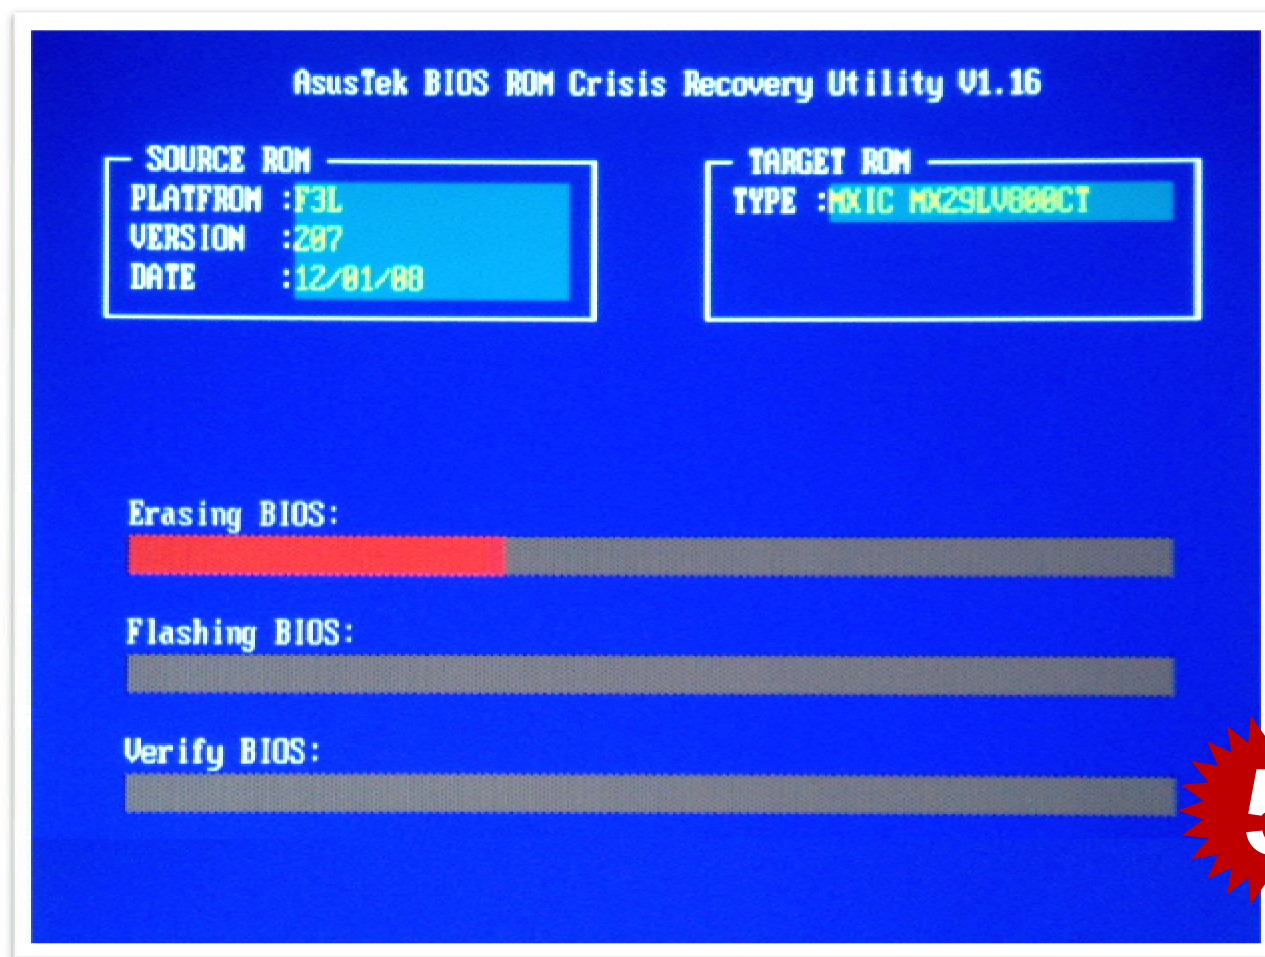 AsusTek BIOS ROM Crisis Recovery Utility V1.16
SOURCE ROM
PLATFROM :F3L
VERSION :207
DATE :12/01/08
TARGET ROM
TYPE :MXIC MX29LV800CT
Erasing BIOS:
Flashing BIOS:
Verify BIOS:
5